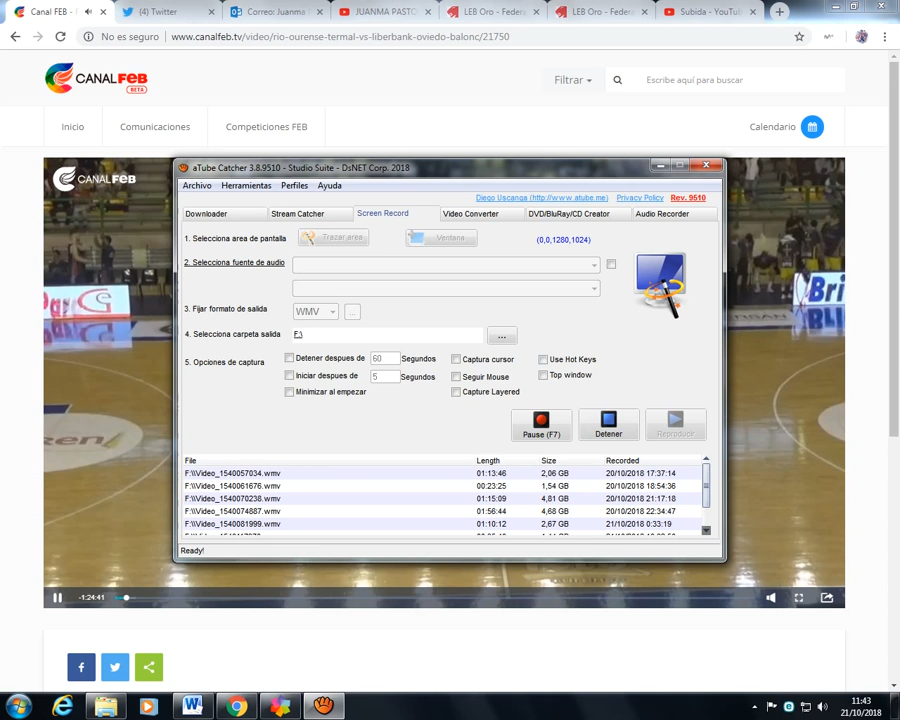 Canal FEB -
(4) Twitter
Correo: Juanma
JUANMA PASTO
LEB Oro - Federa
LEB Oro - Federa
Subida - YouTu
No es seguro | www.canalfeb.tv/video/rio-ourense-termal-vs-liberbank-oviedo-balonc/21750
CANALFEB
BETA
Filtrar
Escribe aquí para buscar
Inicio
Comunicaciones
Competiciones FEB
Calendario
CANALFEB
aTube Catcher 3.8.9510 - Studio Suite - DsNET Corp. 2018
Archivo Herramientas Perfiles Ayuda
Diego Uscanga (http://www.atube.me) Privacy Policy Rev. 9510
Downloader Stream Catcher Screen Record Video Converter DVD/BluRay/CD Creator Audio Recorder
1. Selecciona area de pantalla Trazar area Ventana (0,0,1280,1024)
2. Selecciona fuente de audio
3. Fijar formato de salida WMV ...
4. Selecciona carpeta salida F:\ ...
5. Opciones de captura Detener despues de 60 Segundos Captura cursor Use Hot Keys
Iniciar despues de 5 Segundos Seguir Mouse Top window
Minimizar al empezar Capture Layered
Pause (F7) Detener Reproducir
File Length Size Recorded
F:\\Video_1540057034.wmv 01:13:46 2,06 GB 20/10/2018 17:37:14
F:\\Video_1540061676.wmv 00:23:25 1,54 GB 20/10/2018 18:54:36
F:\\Video_1540070238.wmv 01:15:09 4,81 GB 20/10/2018 21:17:18
F:\\Video_1540074887.wmv 01:56:44 4,68 GB 20/10/2018 22:34:47
F:\\Video_1540081999.wmv 01:10:12 2,67 GB 21/10/2018 0:33:19
Ready!
-1:24:41
11:43
21/10/2018